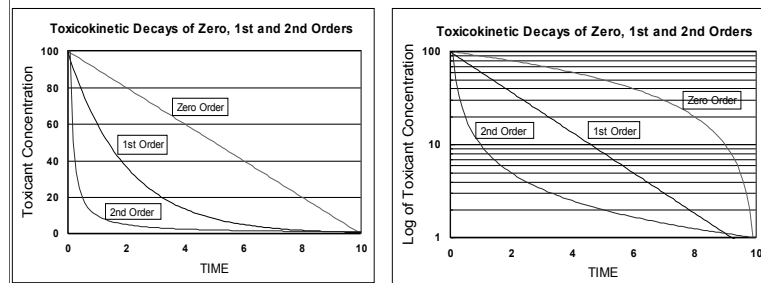 Toxicokinetic Decays of Zero, 1st and 2nd Orders
Toxicant Concentration
100
80
60
40
20
0
Zero Order
1st Order
2nd Order
0 2 4 6 8 10
TIME
Toxicokinetic Decays of Zero, 1st and 2nd Orders
Log of Toxicant Concentration
100
10
1
Zero Order
2nd Order
1st Order
0 2 4 6 8 10
TIME